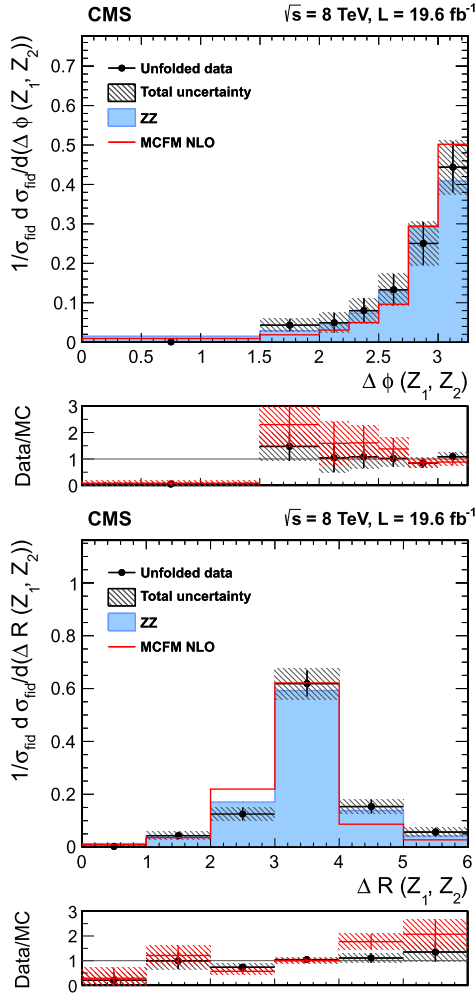 CMS √s = 8 TeV, L = 19.6 fb⁻¹
1/σ_fid d σ_fid/d(Δ ϕ (Z₁, Z₂))
0.7
0.6
0.5
0.4
0.3
0.2
0.1
0
Unfolded data
Total uncertainty
ZZ
MCFM NLO
0 0.5 1 1.5 2 2.5 3
Δ ϕ (Z₁, Z₂)
Data/MC
3
2
1
0
CMS √s = 8 TeV, L = 19.6 fb⁻¹
1/σ_fid d σ_fid/d(Δ R (Z₁, Z₂))
1
0.8
0.6
0.4
0.2
0
Unfolded data
Total uncertainty
ZZ
MCFM NLO
0 1 2 3 4 5 6
Δ R (Z₁, Z₂)
Data/MC
3
2
1
0